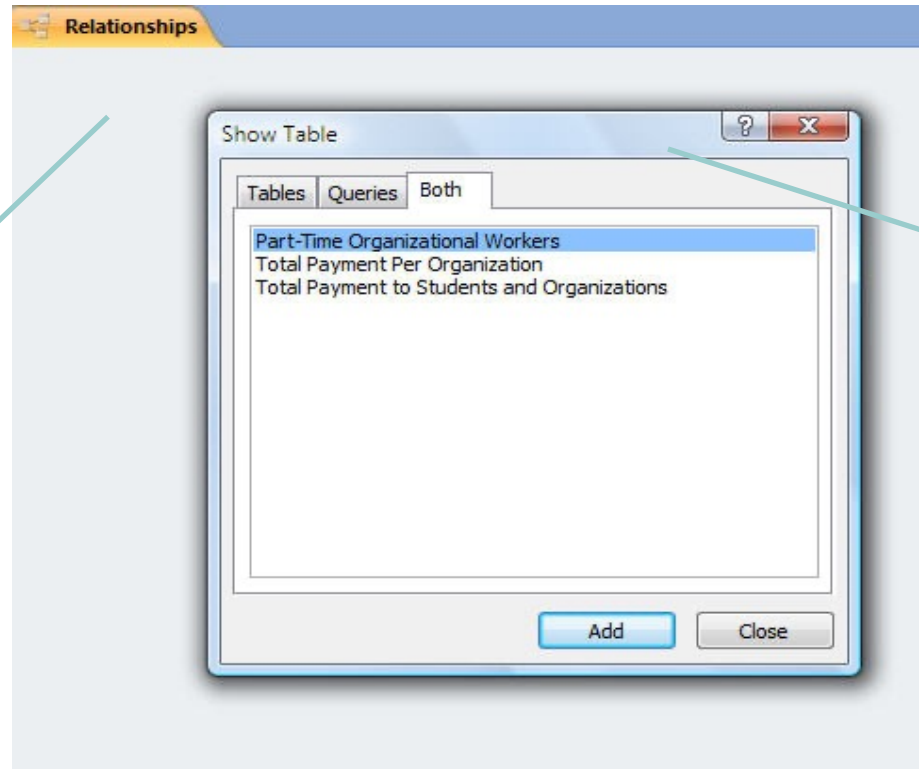 Relationships
Show Table
?
X
Tables Queries Both
Part-Time Organizational Workers
Total Payment Per Organization
Total Payment to Students and Organizations
Add Close